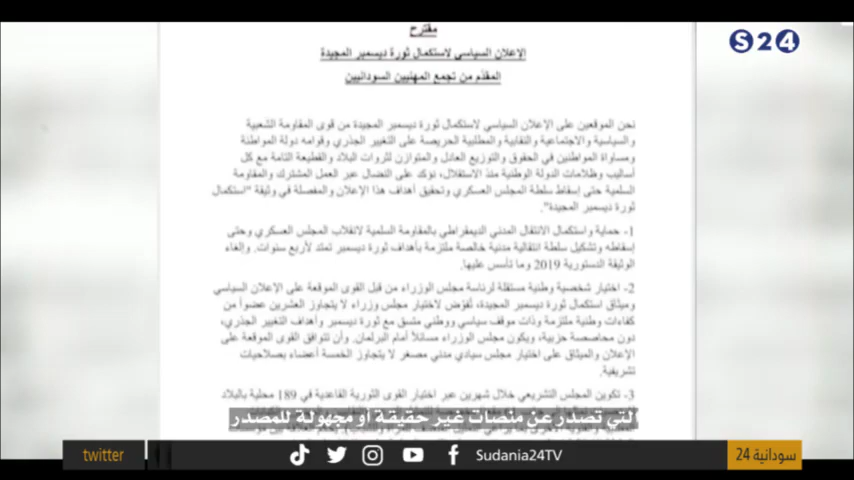 S24
مقترح
الإعلان السياسي لاستكمال ثورة ديسمبر المجيدة
المقدّم من تجمع المهنيين السودانيين
نحن الموقعين على الإعلان السياسي لاستكمال ثورة ديسمبر المجيدة من قوى المقاومة الشعبية
والسياسية والاجتماعية والنقابية والمطلبية الحريصة على التغيير الجذري وقوامه دولة المواطنة
ومساواة المواطنين في الحقوق والتوزيع العادل والمتوازن لثروات البلاد والقطيعة التامة مع كل
أساليب وظلامات الدولة الوطنية منذ الاستقلال، نؤكد على النضال عبر العمل المشترك والمقاومة
السلمية حتى إسقاط سلطة المجلس العسكري وتحقيق أهداف هذا الإعلان والمفصلة في وثيقة "استكمال
ثورة ديسمبر المجيدة".
1- حماية واستكمال الانتقال المدني الديمقراطي بالمقاومة السلمية لانقلاب المجلس العسكري وحتى
إسقاطه وتشكيل سلطة انتقالية مدنية خالصة ملتزمة بأهداف ثورة ديسمبر تمتد لأربع سنوات. وإلغاء
الوثيقة الدستورية 2019 وما تأسس عليها.
2- اختيار شخصية وطنية مستقلة لرئاسة مجلس الوزراء من قبل القوى الموقعة على الإعلان السياسي
وميثاق استكمال ثورة ديسمبر المجيدة، تُفوّض لاختيار مجلس وزراء لا يتجاوز العشرين عضواً من
كفاءات وطنية ملتزمة وذات موقف سياسي ووطني متسق مع ثورة ديسمبر وأهداف التغيير الجذري،
دون محاصصة حزبية، ويكون مجلس الوزراء مساءلاً أمام البرلمان. وأن تتوافق القوى الموقعة على
الإعلان والميثاق على اختيار مجلس سيادي مدني مصغر لا يتجاوز الخمسة أعضاء بصلاحيات
تشريفية.
3- تكوين المجلس التشريعي خلال شهرين عبر اختيار القوى الثورية القاعدية في 189 محلية بالبلاد
التي تصدر عن منصات غير حقيقة أو مجهولة للمصدر
twitter
Sudania24TV
سودانية 24